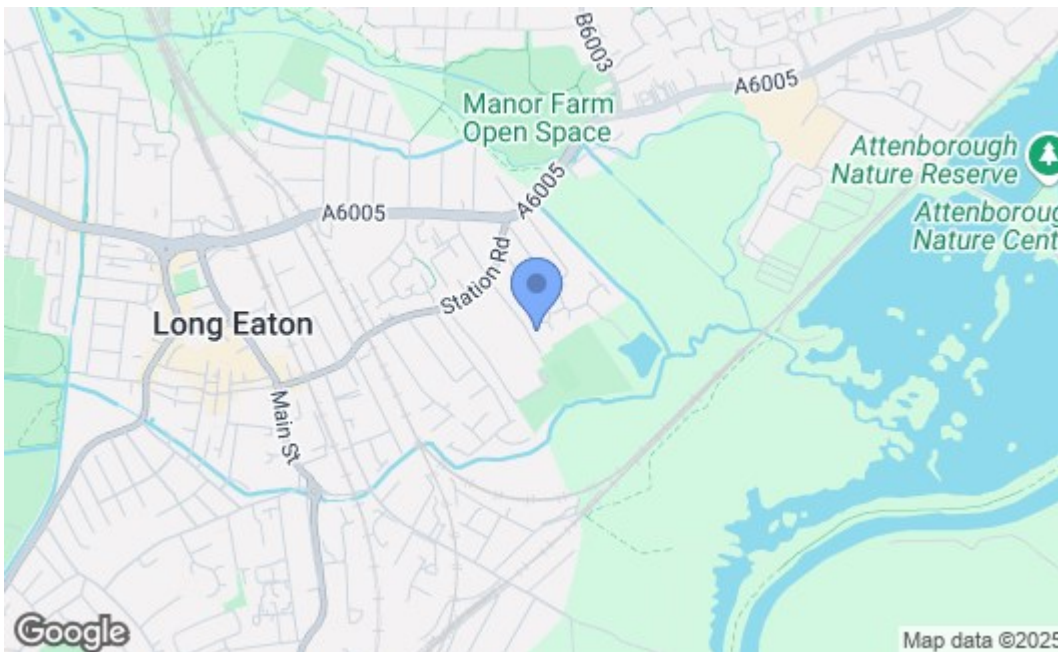 B6003
A6005
Manor Farm
Open Space
Attenborough
Nature Reserve
A6005
A6005
Attenboroug
Nature Cent
Station Rd
Long Eaton
Main St
Google
Map data ©2025